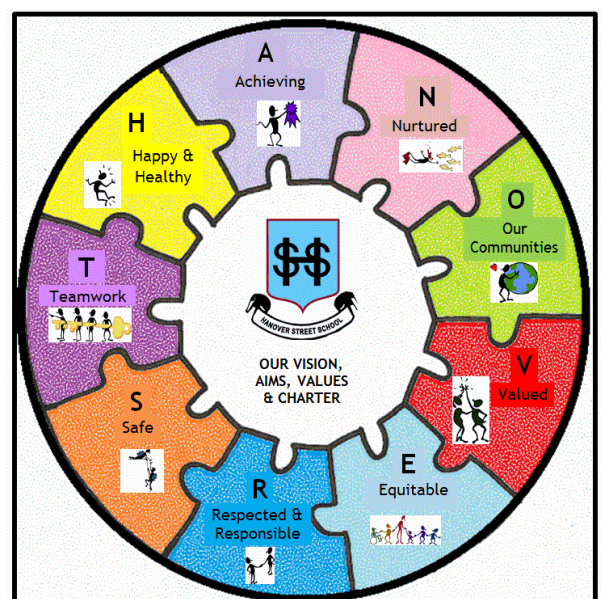 H
Happy &
Healthy
A
Achieving
N
Nurtured
O
Our
Communities
V
Valued
E
Equitable
R
Respected &
Responsible
S
Safe
T
Teamwork
SHS
HANOVER STREET SCHOOL
OUR VISION,
AIMS, VALUES
& CHARTER